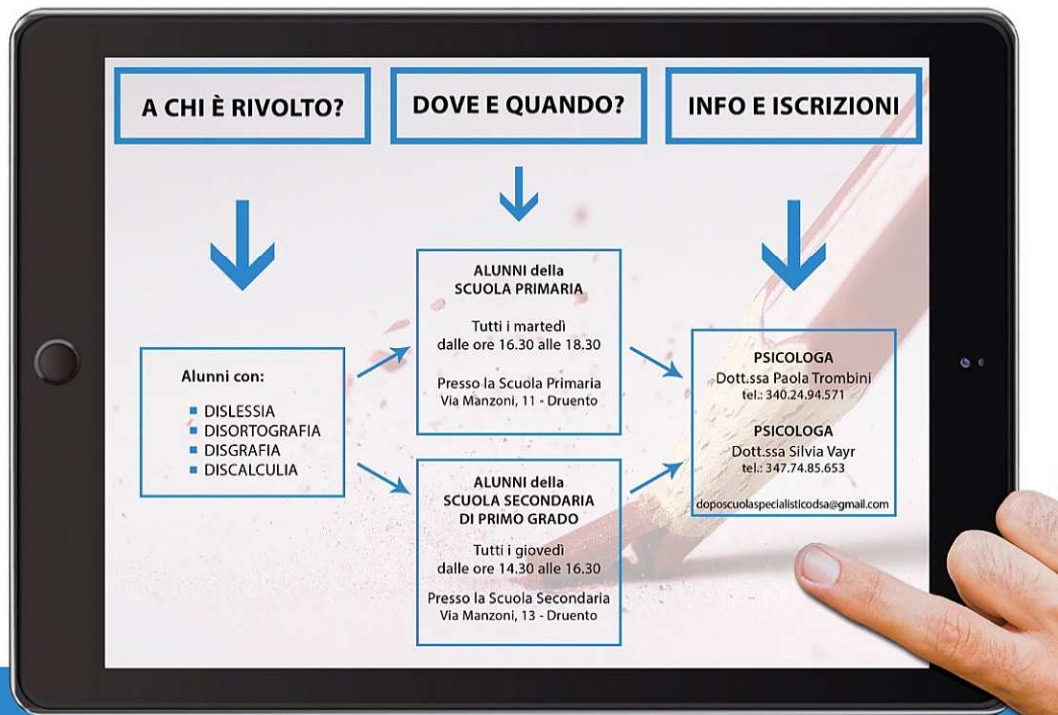 A CHI È RIVOLTO?
DOVE E QUANDO?
INFO E ISCRIZIONI
Alunni con:
DISLESSIA
DISORTOGRAFIA
DISGRAFIA
DISCALCULIA
ALUNNI della
SCUOLA PRIMARIA
Tutti i martedì
dalle ore 16.30 alle 18.30
Presso la Scuola Primaria
Via Manzoni, 11 - Druento
ALUNNI della
SCUOLA SECONDARIA
DI PRIMO GRADO
Tutti i giovedì
dalle ore 14.30 alle 16.30
Presso la Scuola Secondaria
Via Manzoni, 13 - Druento
PSICOLOGA
Dott.ssa Paola Trombini
tel.: 340.24.94.571
PSICOLOGA
Dott.ssa Silvia Vayr
tel.: 347.74.85.653
doposcuolaspecialisticodsa@gmail.com